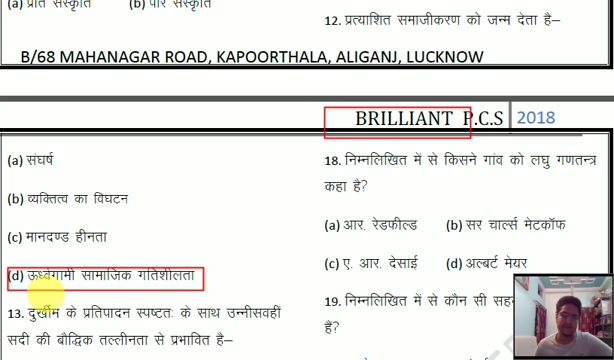 (a) प्रति संस्कृति (b) पार संस्कृति
12. प्रत्याशित समाजीकरण को जन्म देता है–
B/68 MAHANAGAR ROAD, KAPOORTHALA, ALIGANJ, LUCKNOW
BRILLIANT P.C.S 2018
(a) संघर्ष
(b) व्यक्तित्व का विघटन
(c) मानदण्ड हीनता
(d) ऊर्ध्वगामी सामाजिक गतिशीलता
13. दुर्खीम के प्रतिपादन स्पष्टतः के साथ उन्नीसवीं
सदी की बौद्धिक तल्लीनता से प्रभावित है–
18. निम्नलिखित में से किसने गांव को लघु गणतन्त्र
कहा है?
(a) आर. रेडफील्ड (b) सर चार्ल्स मेटकॉफ
(c) ए. आर. देसाई (d) अल्बर्ट मेयर
19. निम्नलिखित में से कौन सी
हैं?